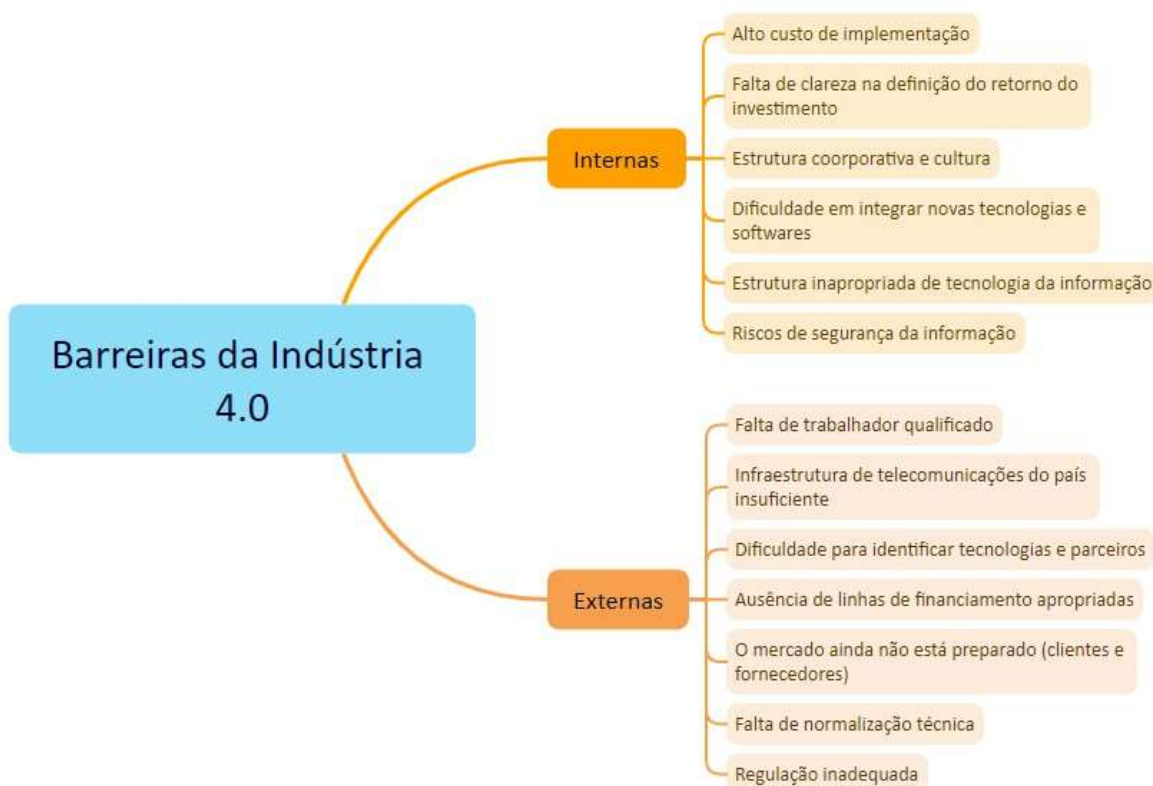 Barreiras da Indústria
4.0
Internas
Alto custo de implementação
Falta de clareza na definição do retorno do
investimento
Estrutura coorporativa e cultura
Dificuldade em integrar novas tecnologias e
softwares
Estrutura inapropriada de tecnologia da informação
Riscos de segurança da informação
Externas
Falta de trabalhador qualificado
Infraestrutura de telecomunicações do país
insuficiente
Dificuldade para identificar tecnologias e parceiros
Ausência de linhas de financiamento apropriadas
O mercado ainda não está preparado (clientes e
fornecedores)
Falta de normalização técnica
Regulação inadequada